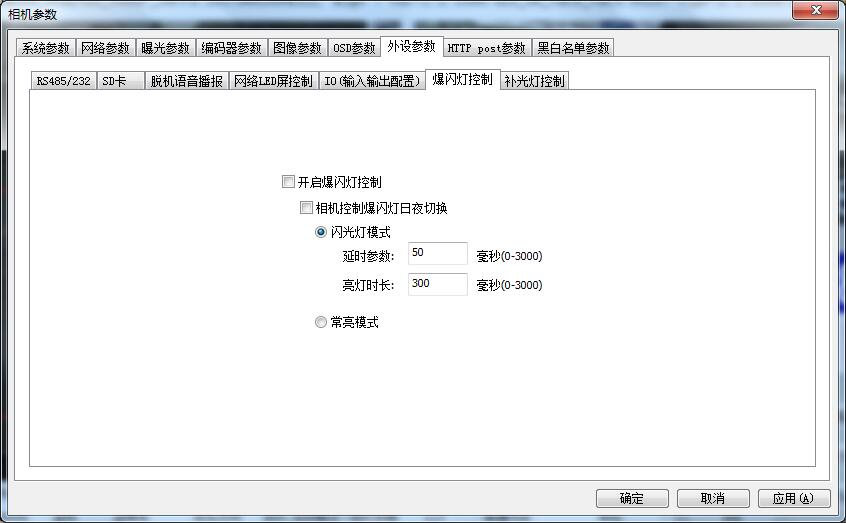 相机参数
系统参数 网络参数 曝光参数 编码器参数 图像参数 OSD参数 外设参数 HTTP post参数 黑白名单参数
RS485/232 SD卡 脱机语音播报 网络LED屏控制 IO(输入输出配置) 爆闪灯控制 补光灯控制
开启爆闪灯控制
相机控制爆闪灯日夜切换
闪光灯模式
延时参数: 50 毫秒(0-3000)
亮灯时长: 300 毫秒(0-3000)
常亮模式
确定 取消 应用(A)